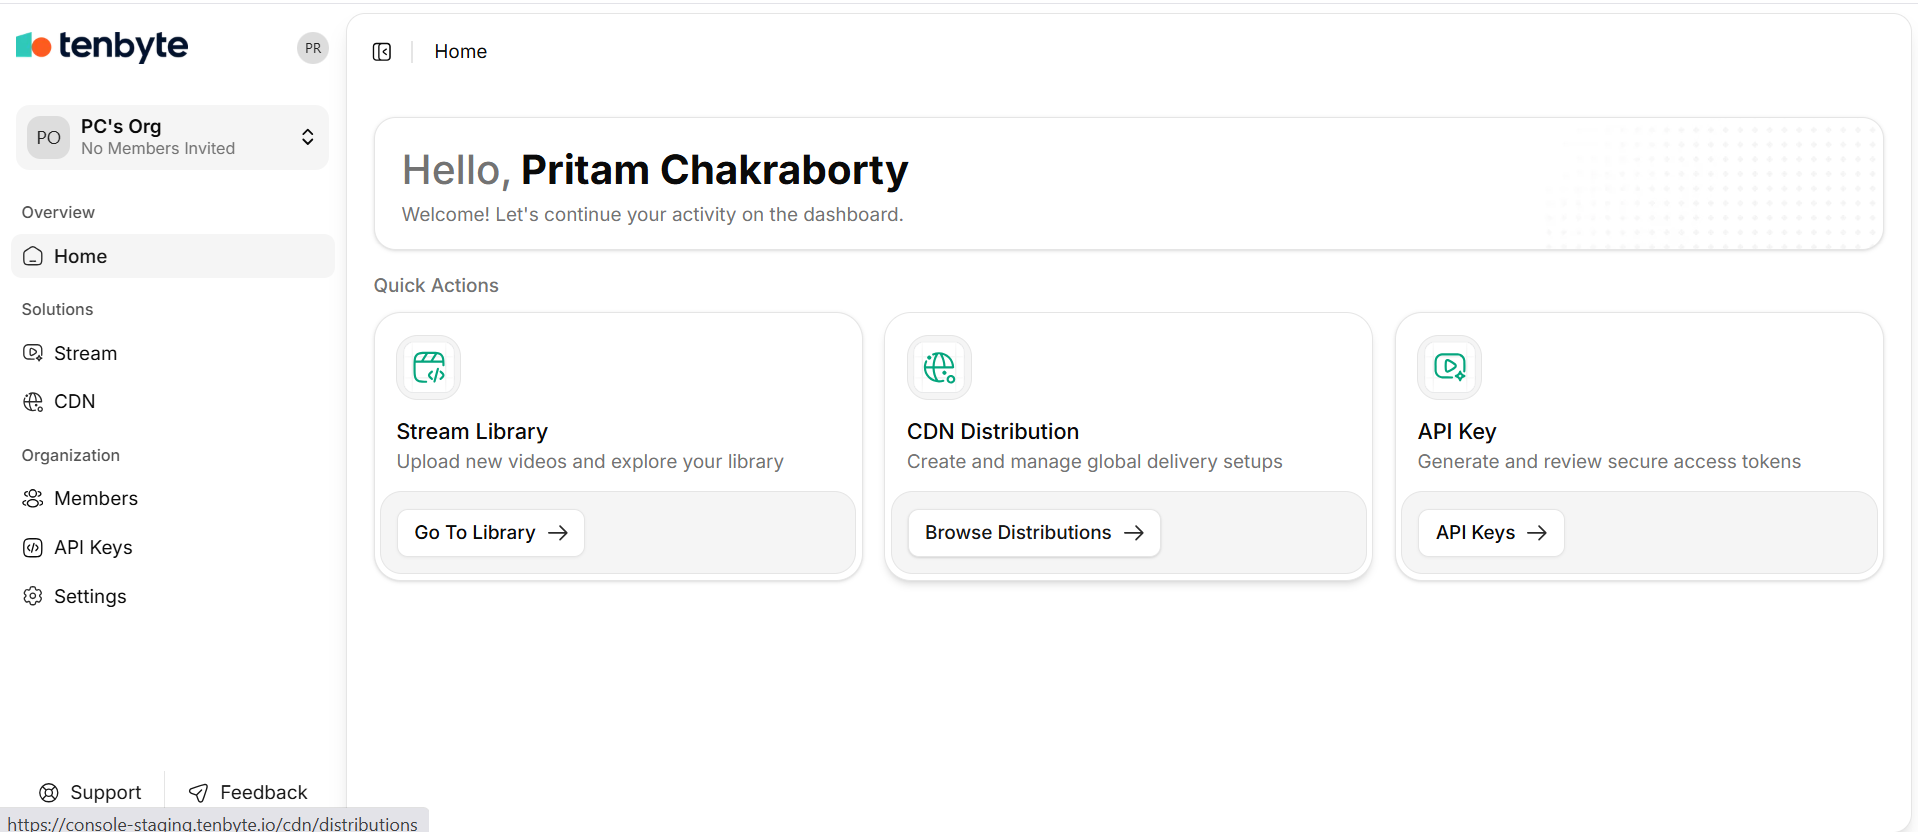 tenbyte
PR
PO
PC's Org
No Members Invited
Overview
Home
Solutions
Stream
CDN
Organization
Members
API Keys
Settings
Support
Feedback
https://console-staging.tenbyte.io/cdn/distributions
Home
Hello, Pritam Chakraborty
Welcome! Let's continue your activity on the dashboard.
Quick Actions
Stream Library
Upload new videos and explore your library
Go To Library
CDN Distribution
Create and manage global delivery setups
Browse Distributions
API Key
Generate and review secure access tokens
API Keys